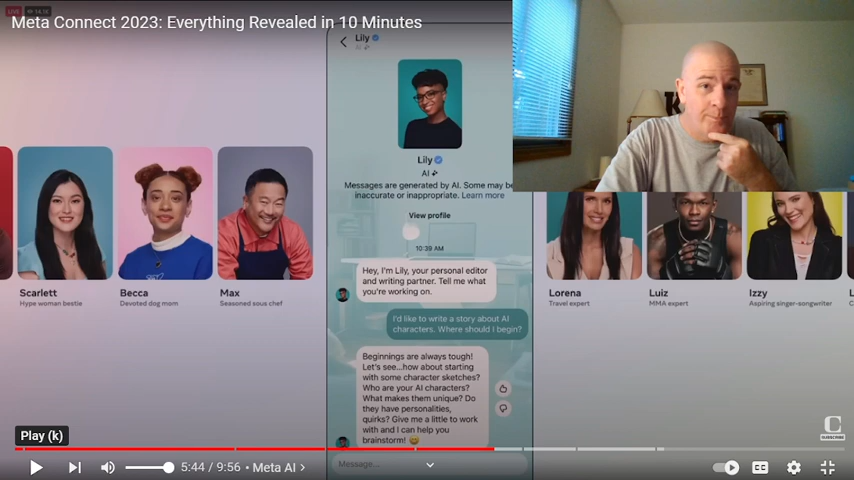 LIVE
Meta Connect 2023: Everything Revealed in 10 Minutes
Lily
AI
Lily
AI
Messages are generated by AI. Some may be
inaccurate or inappropriate. Learn more
View profile
10:39 AM
Hey, I'm Lily, your personal editor
and writing partner. Tell me what
you're working on.
I'd like to write a story about AI
characters. Where should I begin?
Beginnings are always tough!
Let's see...how about starting
with some character sketches?
Who are your AI characters?
What makes them unique? Do
they have personalities,
quirks? Give me a little to work
with and I can help you
brainstorm! 😄
Message...
Scarlett
Hype woman bestie
Becca
Devoted dog mom
Max
Seasoned sous chef
Lorena
Travel expert
Luiz
MMA expert
Izzy
Aspiring singer-songwriter
C
SUBSCRIBE
Play (k)
5:44 / 9:56 • Meta AI >
CC